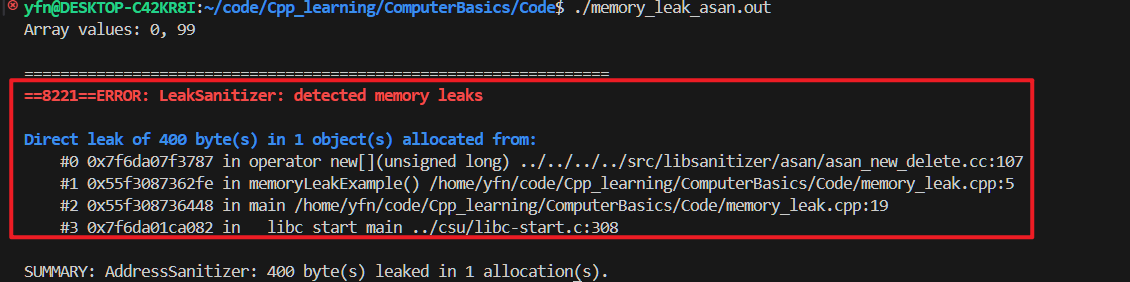 yfn@DESKTOP-C42KR8I:~/code/Cpp_learning/ComputerBasics/Code$ ./memory_leak_asan.out
Array values: 0, 99
=================================================================
==8221==ERROR: LeakSanitizer: detected memory leaks
Direct leak of 400 byte(s) in 1 object(s) allocated from:
#0 0x7f6da07f3787 in operator new[](unsigned long) ../../../../src/libsanitizer/asan/asan_new_delete.cc:107
#1 0x55f3087362fe in memoryLeakExample() /home/yfn/code/Cpp_learning/ComputerBasics/Code/memory_leak.cpp:5
#2 0x55f308736448 in main /home/yfn/code/Cpp_learning/ComputerBasics/Code/memory_leak.cpp:19
#3 0x7f6da01ca082 in   libc start main ../csu/libc-start.c:308
SUMMARY: AddressSanitizer: 400 byte(s) leaked in 1 allocation(s).